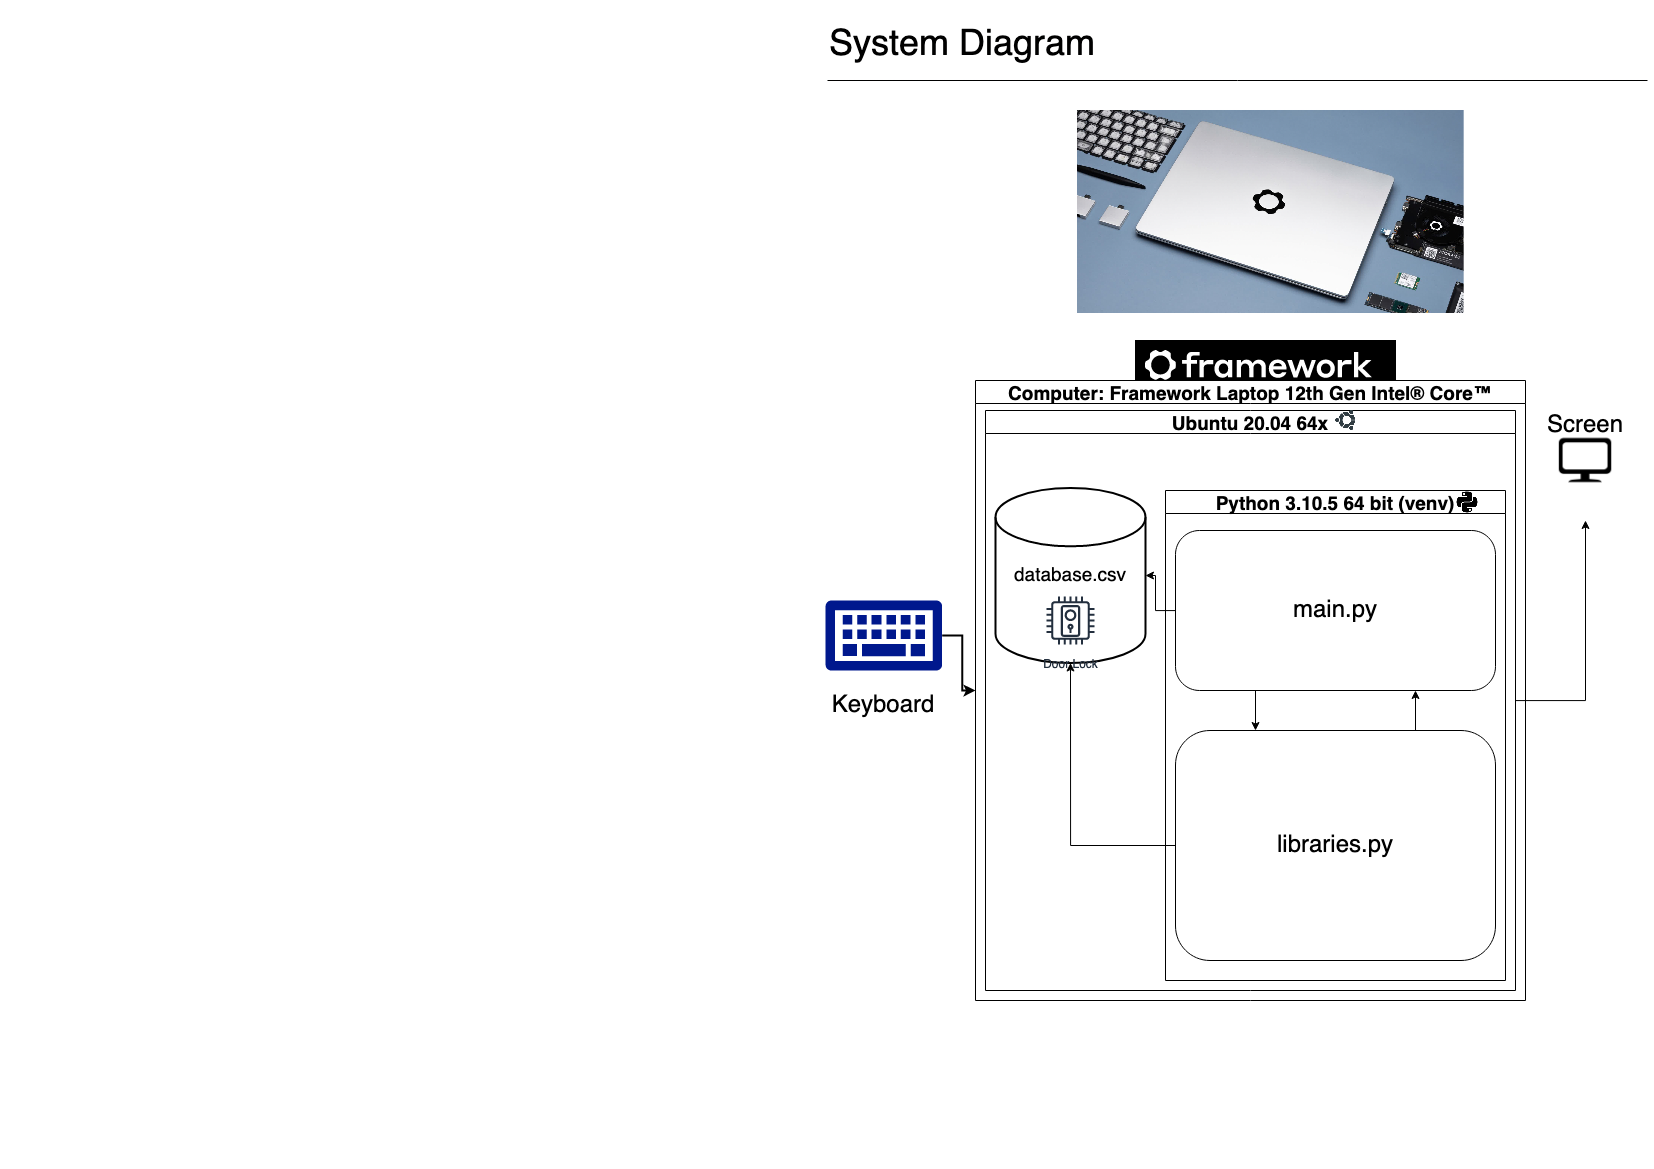 System Diagram
framework
Computer: Framework Laptop 12th Gen Intel® Core™
Ubuntu 20.04 64x
Screen
Python 3.10.5 64 bit (venv)
database.csv
main.py
Door Lock
Keyboard
libraries.py